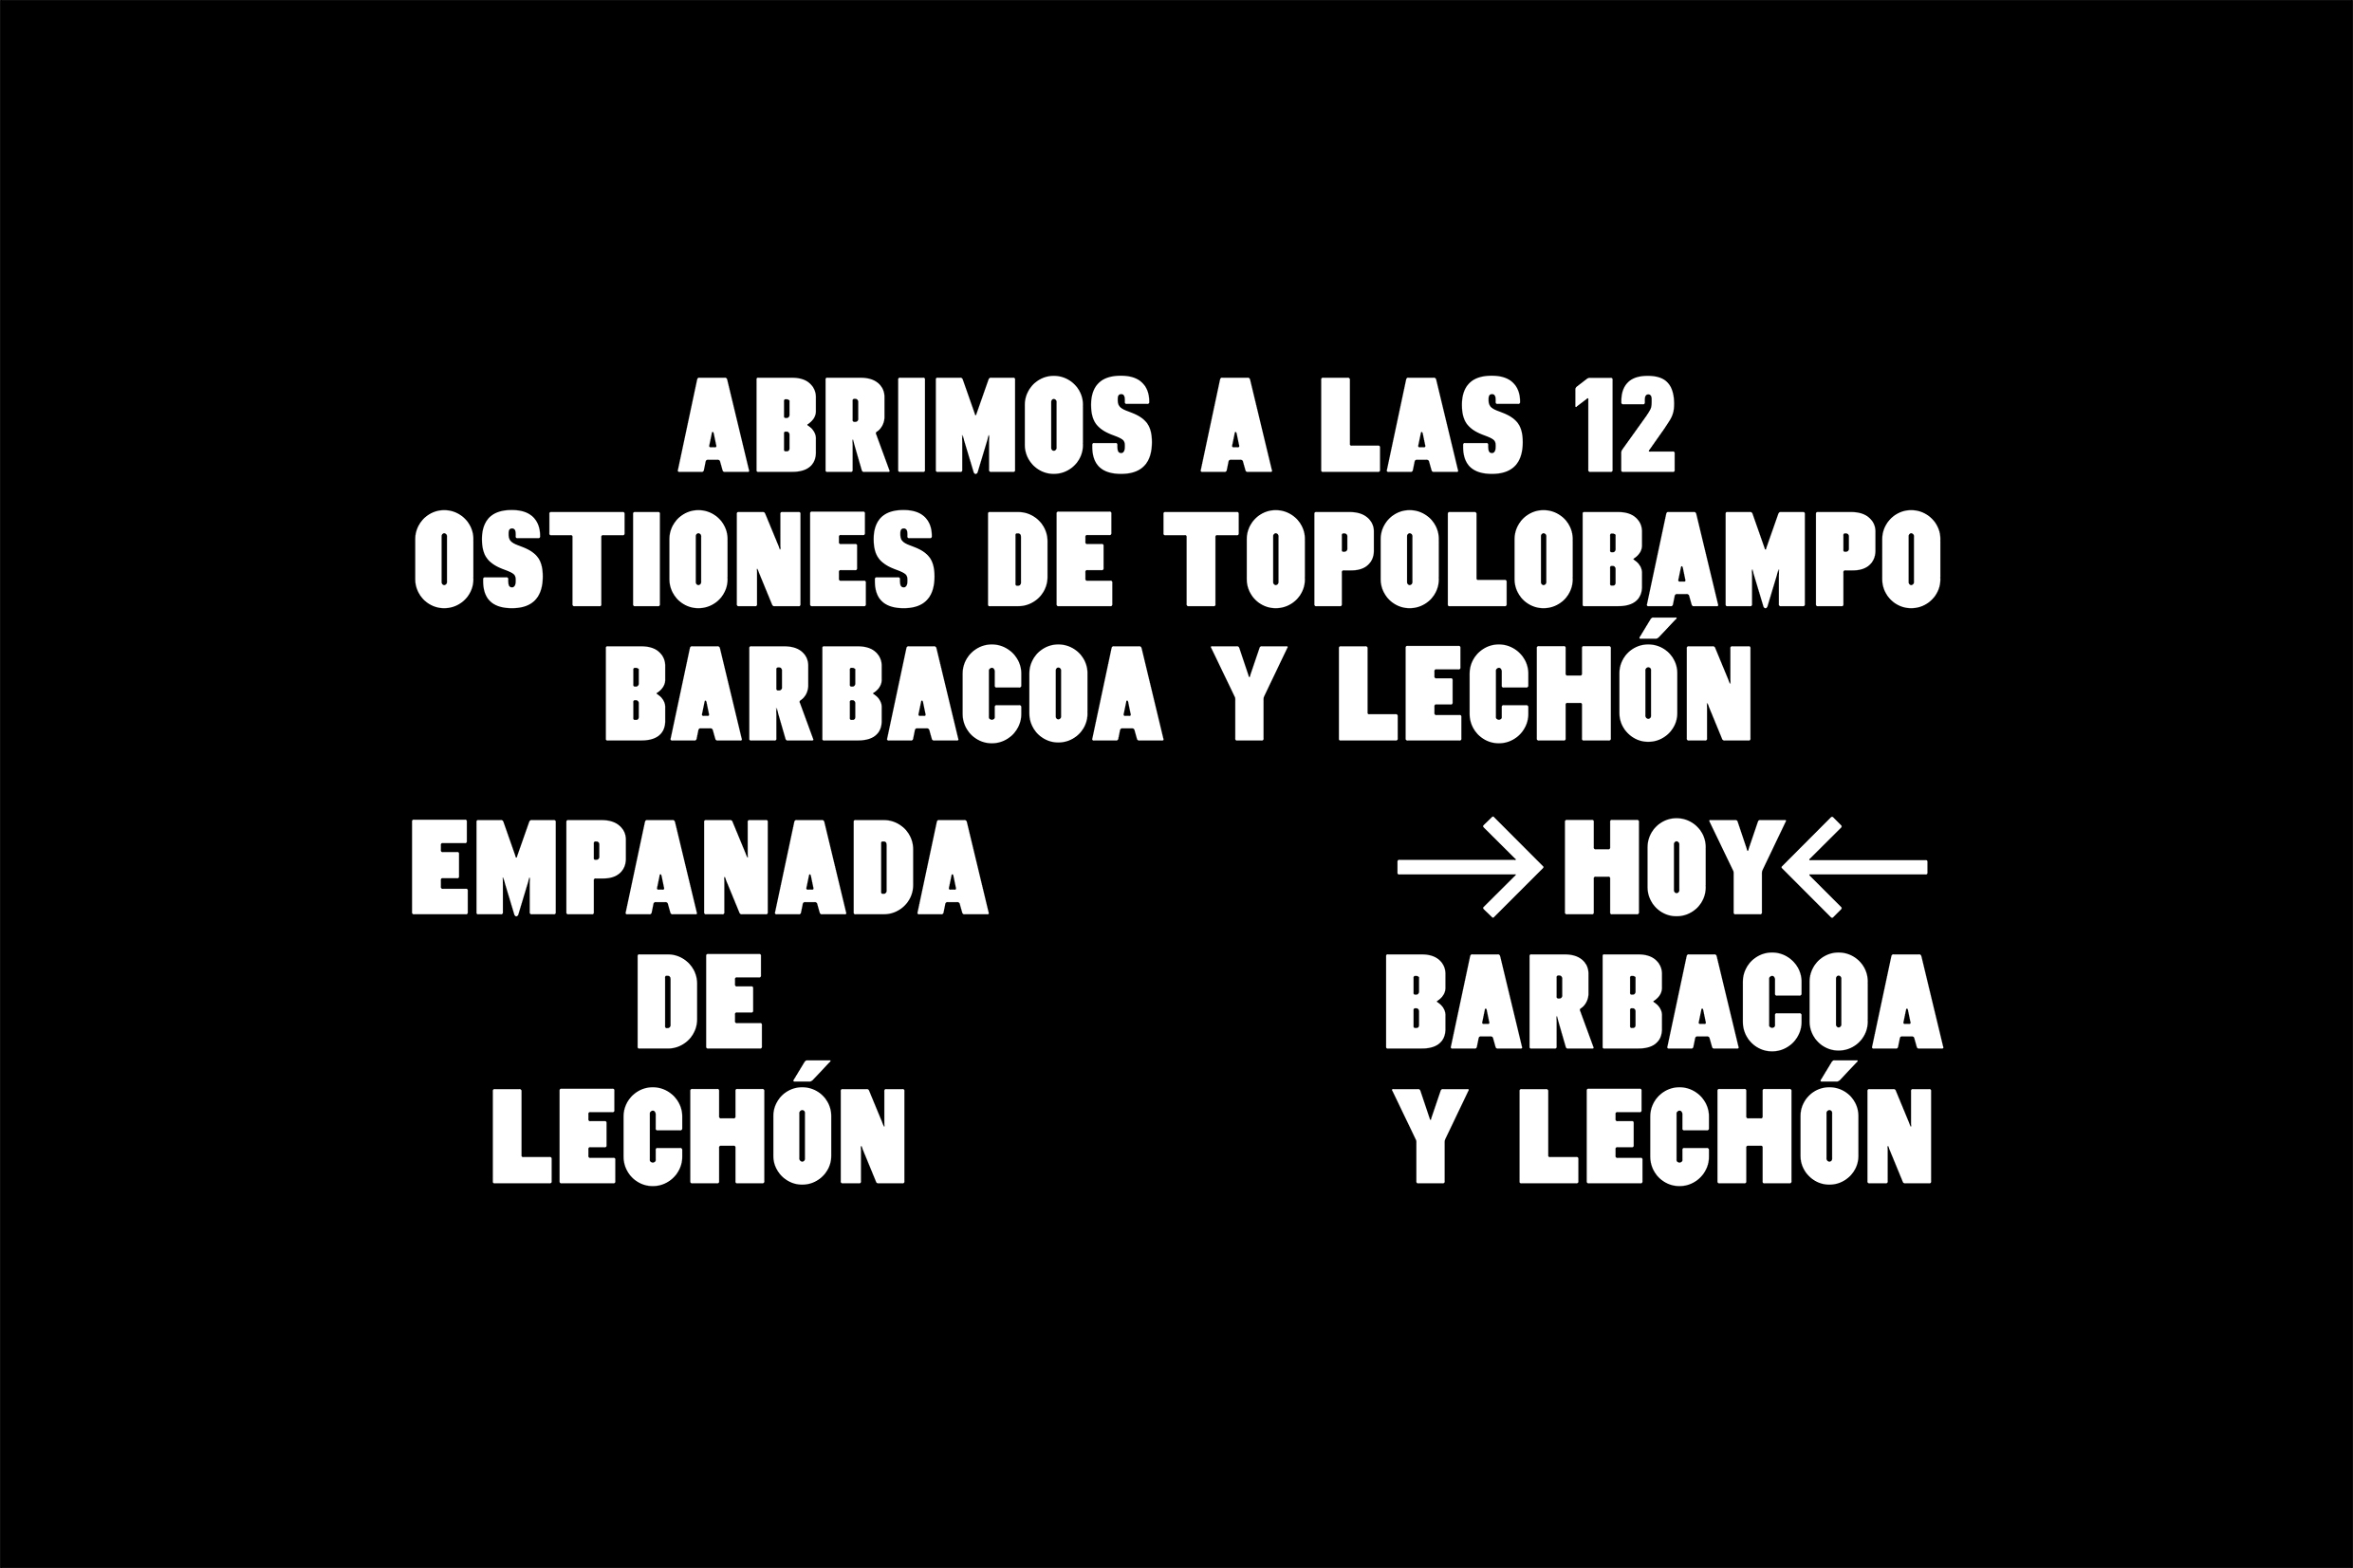 ABRIMOS A LAS 12
OSTIONES DE TOPOLOBAMPO
BARBACOA Y LECHÓN
EMPANADA
DE
LECHÓN
→HOY←
BARBACOA
Y LECHÓN